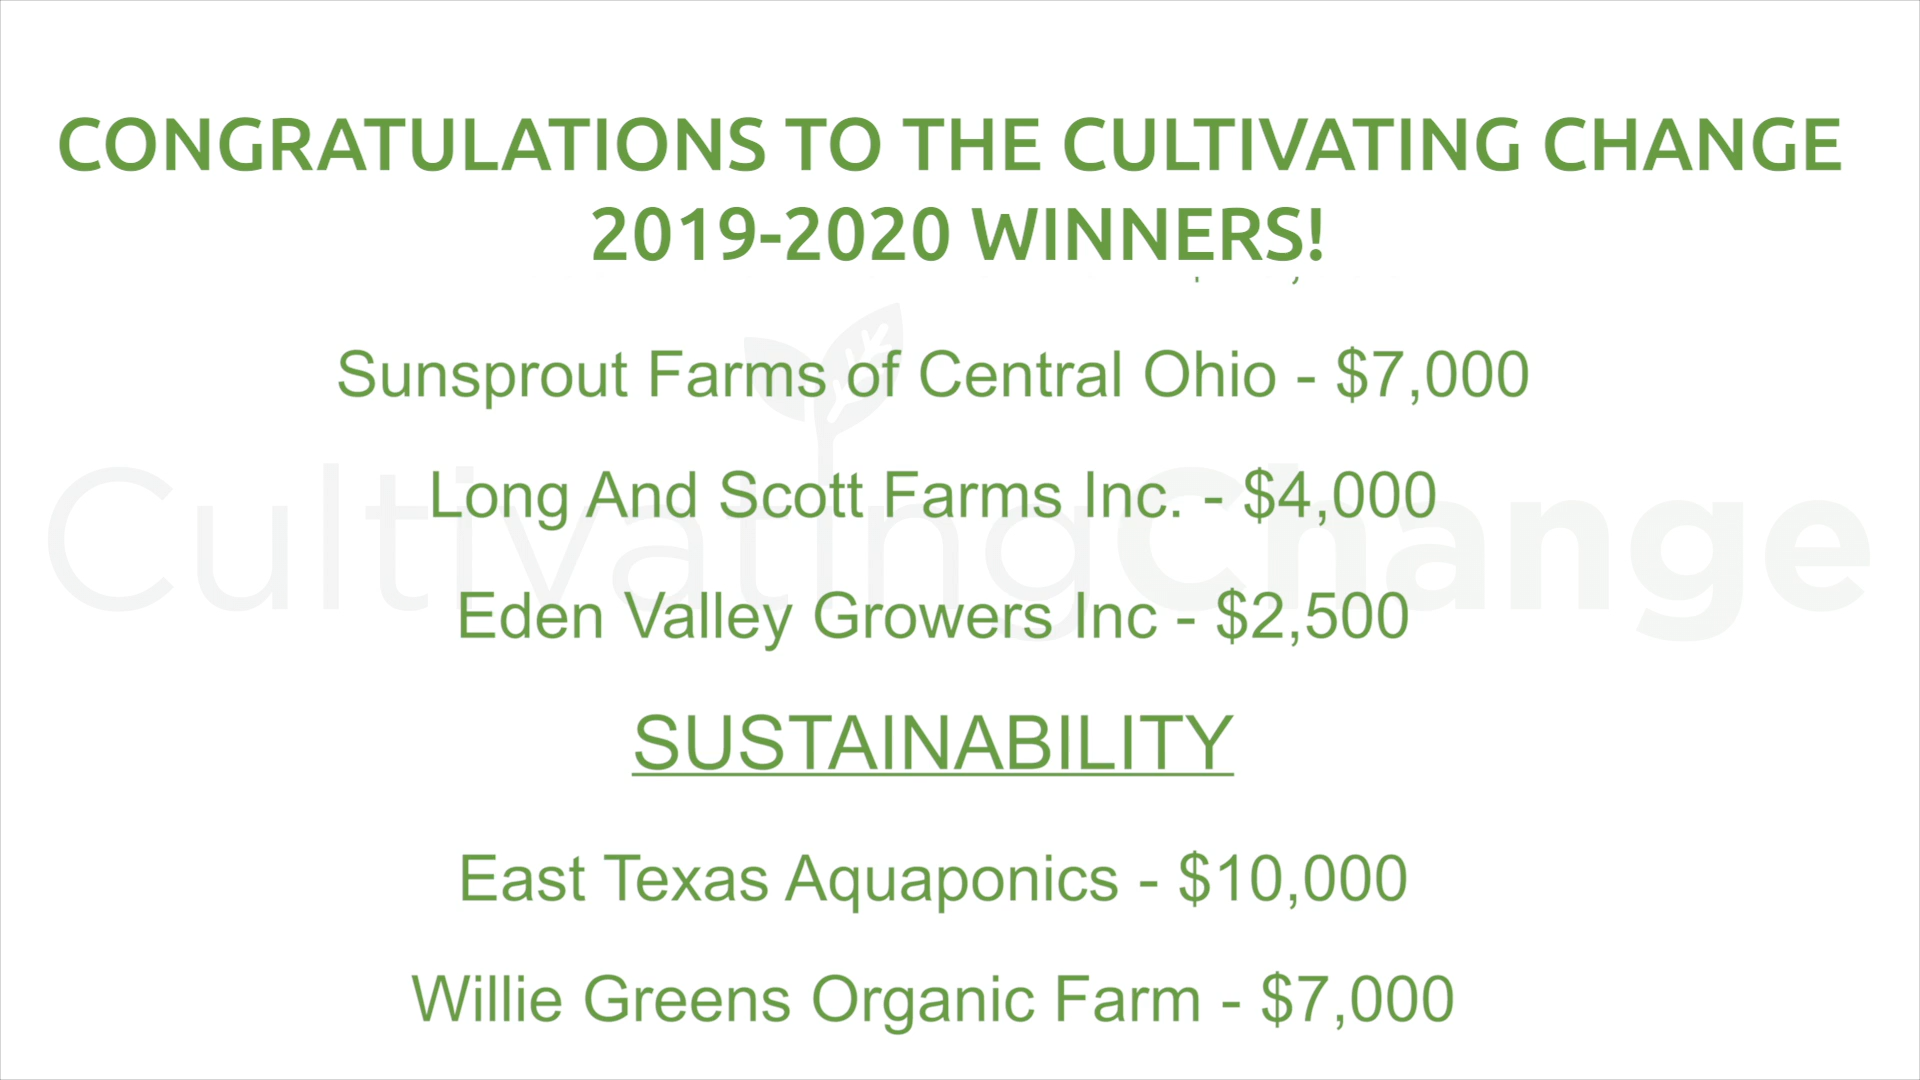 CONGRATULATIONS TO THE CULTIVATING CHANGE
2019-2020 WINNERS!
Sunsprout Farms of Central Ohio - $7,000
Long And Scott Farms Inc. - $4,000
CultivatingChange
Eden Valley Growers Inc - $2,500
SUSTAINABILITY
East Texas Aquaponics - $10,000
Willie Greens Organic Farm - $7,000